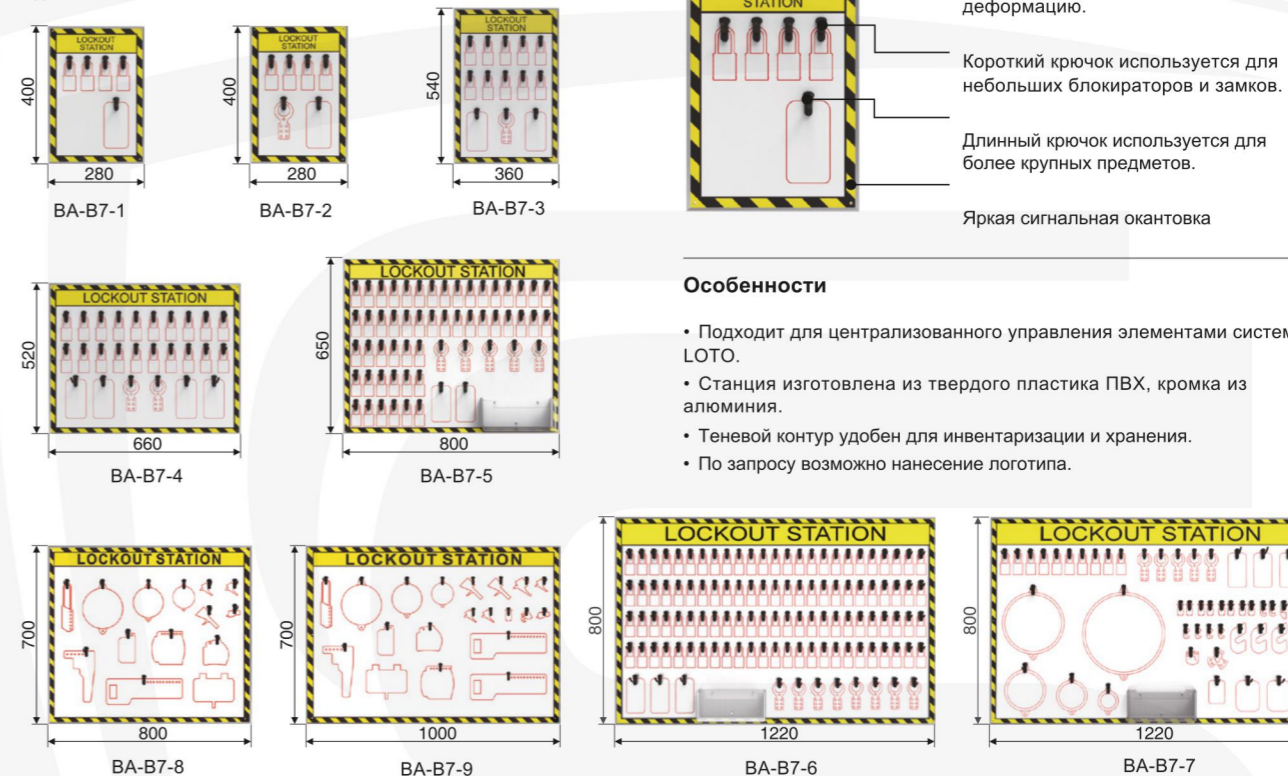 400
LOCKOUT
STATION
280
BA-B7-1
400
LOCKOUT
STATION
280
BA-B7-2
540
LOCKOUT
STATION
360
BA-B7-3
STATION
деформацию.
Короткий крючок используется для
небольших блокираторов и замков.
Длинный крючок используется для
более крупных предметов.
Яркая сигнальная окантовка
520
LOCKOUT STATION
660
BA-B7-4
650
LOCKOUT STATION
800
BA-B7-5
Особенности
• Подходит для централизованного управления элементами систем
LOTO.
• Станция изготовлена из твердого пластика ПВХ, кромка из
алюминия.
• Теневой контур удобен для инвентаризации и хранения.
• По запросу возможно нанесение логотипа.
700
LOCKOUT STATION
800
BA-B7-8
700
LOCKOUT STATION
1000
BA-B7-9
800
LOCKOUT STATION
1220
BA-B7-6
800
LOCKOUT STATION
1220
BA-B7-7